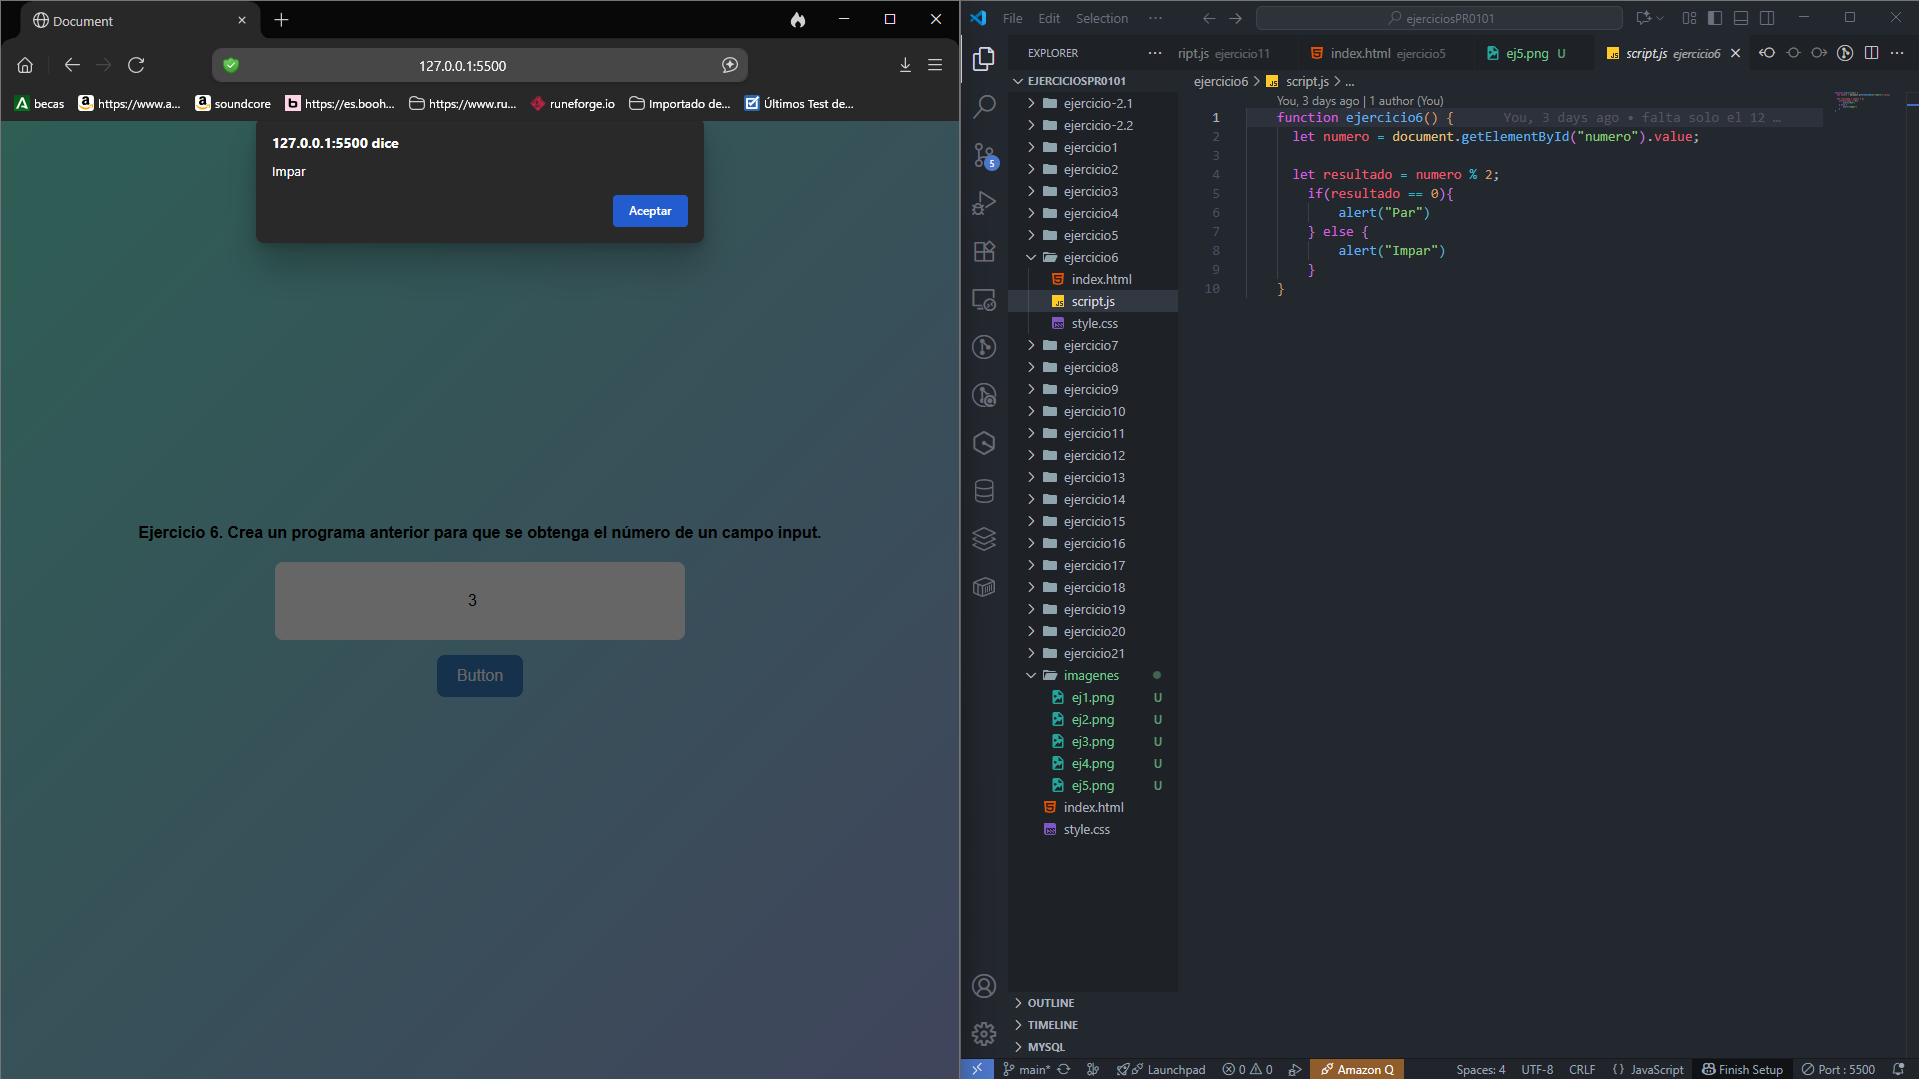 Document
127.0.0.1:5500
becas
https://www.a...
soundcore
https://es.booh...
https://www.ru...
runeforge.io
Importado de...
Últimos Test de...
127.0.0.1:5500 dice
Impar
Aceptar
Ejercicio 6. Crea un programa anterior para que se obtenga el número de un campo input.
3
Button
File Edit Selection ···
ejerciciosPR0101
EXPLORER ···
ript.js ejercicio11
index.html ejercicio5
ej5.png U
script.js ejercicio6
···
EJERCICIOSPR0101
ejercicio-2.1
ejercicio-2.2
ejercicio1
ejercicio2
ejercicio3
ejercicio4
ejercicio5
ejercicio6
index.html
script.js
style.css
ejercicio7
ejercicio8
ejercicio9
ejercicio10
ejercicio11
ejercicio12
ejercicio13
ejercicio14
ejercicio15
ejercicio16
ejercicio17
ejercicio18
ejercicio19
ejercicio20
ejercicio21
imagenes
ej1.png U
ej2.png U
ej3.png U
ej4.png U
ej5.png U
index.html
style.css
OUTLINE
TIMELINE
MYSQL
5
ejercicio6 > JS script.js > ...
You, 3 days ago | 1 author (You)
1 function ejercicio6() { You, 3 days ago • falta solo el 12 …
2 let numero = document.getElementById("numero").value;
3
4 let resultado = numero % 2;
5 if(resultado == 0){
6 alert("Par")
7 } else {
8 alert("Impar")
9 }
10 }
main*
Launchpad
0 0
Amazon Q
Spaces: 4
UTF-8
CRLF
{} JavaScript
Finish Setup
Port : 5500